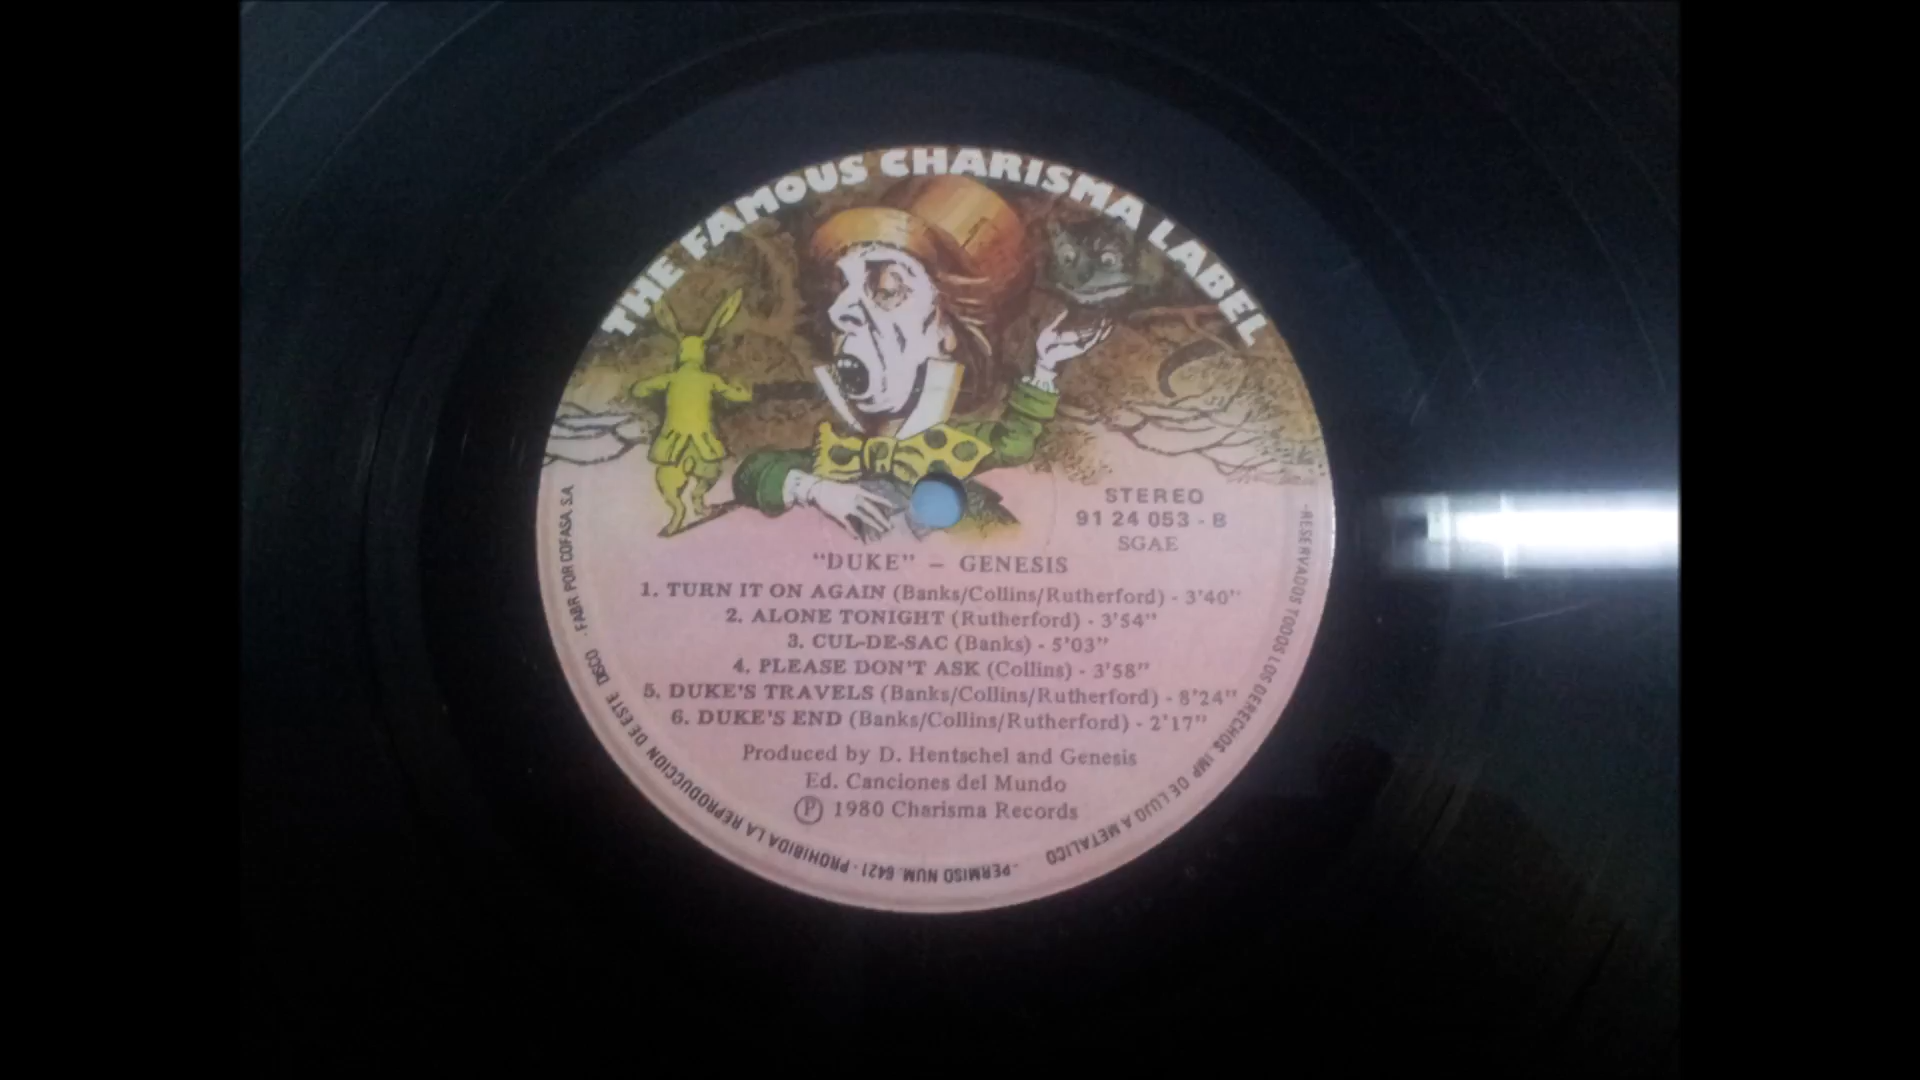 THE FAMOUS CHARISMA LABEL
STEREO
91 24 053 - B
SGAE
"DUKE" – GENESIS
1. TURN IT ON AGAIN (Banks/Collins/Rutherford) - 3'40"
2. ALONE TONIGHT (Rutherford) - 3'54"
3. CUL-DE-SAC (Banks) - 5'03"
4. PLEASE DON'T ASK (Collins) - 3'58"
5. DUKE'S TRAVELS (Banks/Collins/Rutherford) - 8'24"
6. DUKE'S END (Banks/Collins/Rutherford) - 2'17"
Produced by D. Hentschel and Genesis
Ed. Canciones del Mundo
Ⓟ 1980 Charisma Records
-RESERVADOS TODOS LOS DERECHOS. IMP DE LUJO A METALICO
-PERMISO NUM. 6421 - PROHIBIDA LA REPRODUCCION DE ESTE DISCO - FABR POR COFASA. S.A